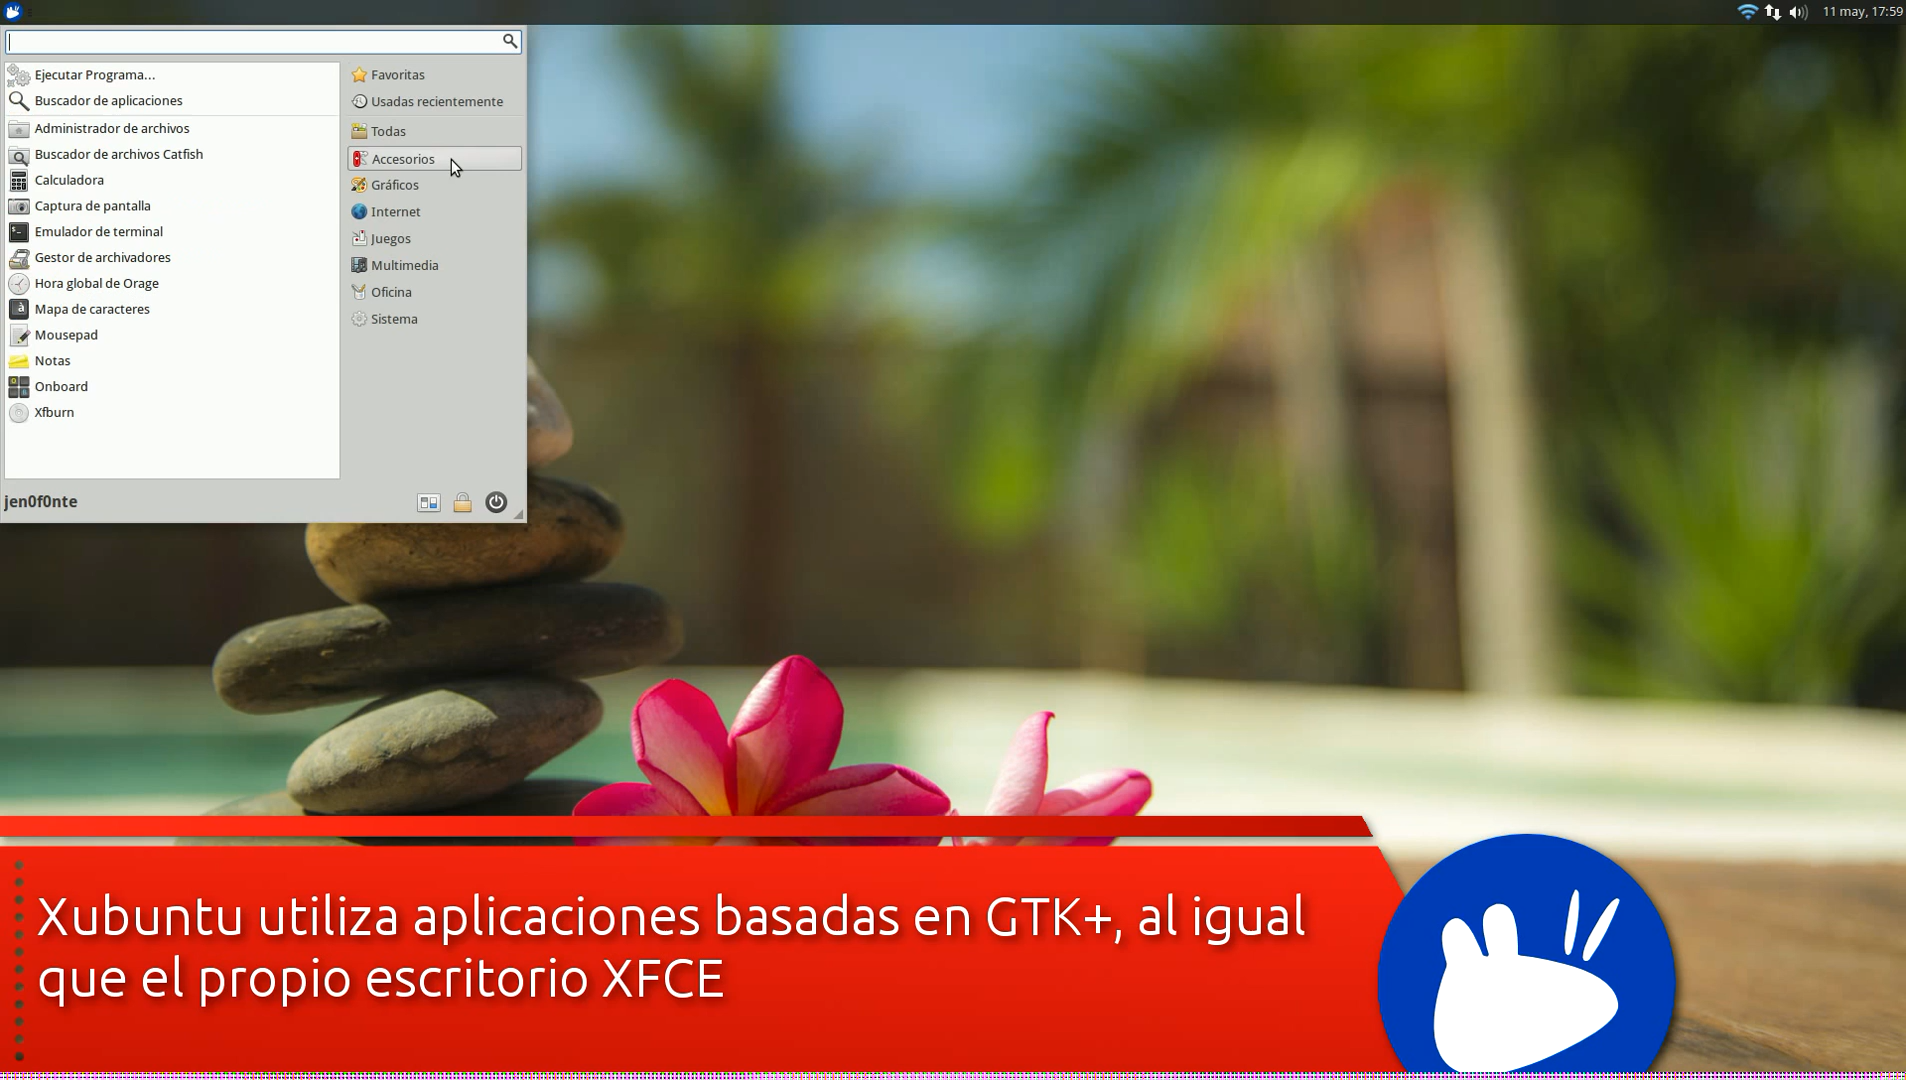 11 may, 17:59
Ejecutar Programa...
Buscador de aplicaciones
Administrador de archivos
Buscador de archivos Catfish
Calculadora
Captura de pantalla
Emulador de terminal
Gestor de archivadores
Hora global de Orage
Mapa de caracteres
Mousepad
Notas
Onboard
Xfburn
Favoritas
Usadas recientemente
Todas
Accesorios
Gráficos
Internet
Juegos
Multimedia
Oficina
Sistema
jen0f0nte
Xubuntu utiliza aplicaciones basadas en GTK+, al igual
que el propio escritorio XFCE